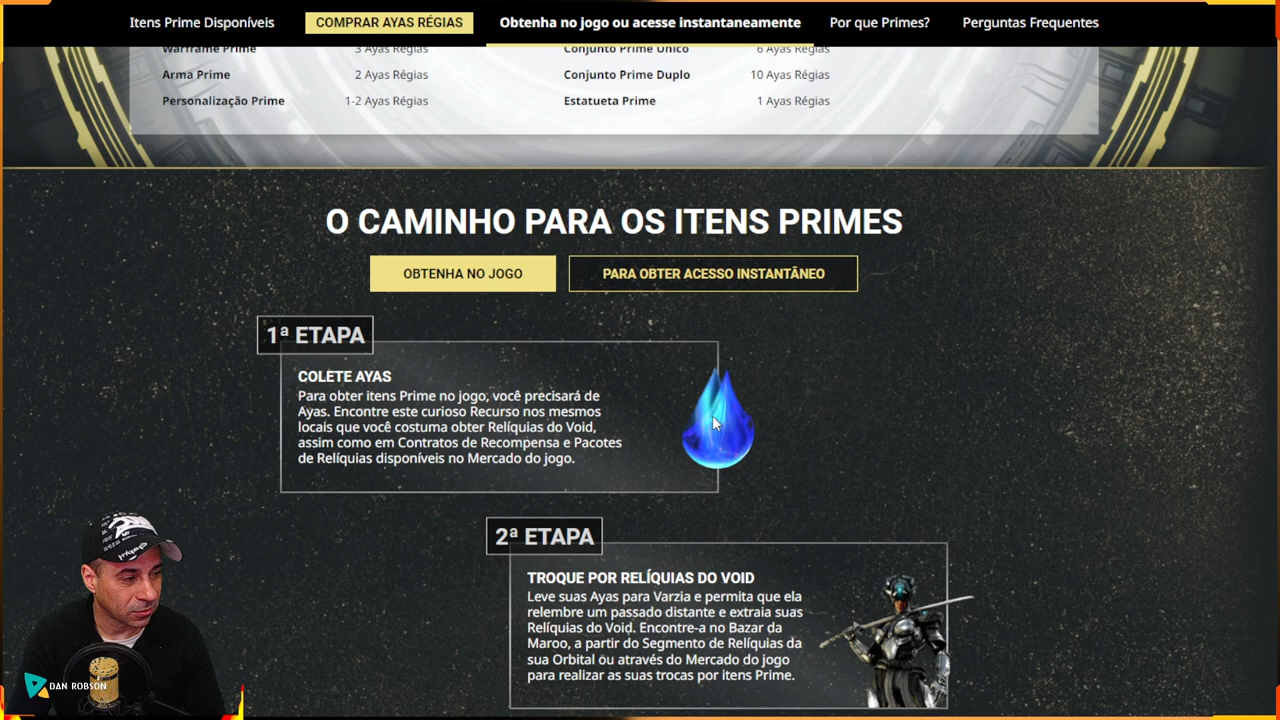 Itens Prime Disponíveis COMPRAR AYAS RÉGIAS Obtenha no jogo ou acesse instantaneamente Por que Primes? Perguntas Frequentes
Warframe Prime 3 Ayas Régias Conjunto Prime Único 6 Ayas Régias
Arma Prime 2 Ayas Régias Conjunto Prime Duplo 10 Ayas Régias
Personalização Prime 1-2 Ayas Régias Estatueta Prime 1 Ayas Régias
O CAMINHO PARA OS ITENS PRIMES
OBTENHA NO JOGO PARA OBTER ACESSO INSTANTÂNEO
1ª ETAPA
COLETE AYAS
Para obter itens Prime no jogo, você precisará de
Ayas. Encontre este curioso Recurso nos mesmos
locais que você costuma obter Relíquias do Void,
assim como em Contratos de Recompensa e Pacotes
de Relíquias disponíveis no Mercado do jogo.
2ª ETAPA
TROQUE POR RELÍQUIAS DO VOID
Leve suas Ayas para Varzia e permita que ela
relembre um passado distante e extraia suas
Relíquias do Void. Encontre-a no Bazar da
Maroo, a partir do Segmento de Relíquias da
sua Orbital ou através do Mercado do jogo
para realizar as suas trocas por itens Prime.
DAN ROBSON